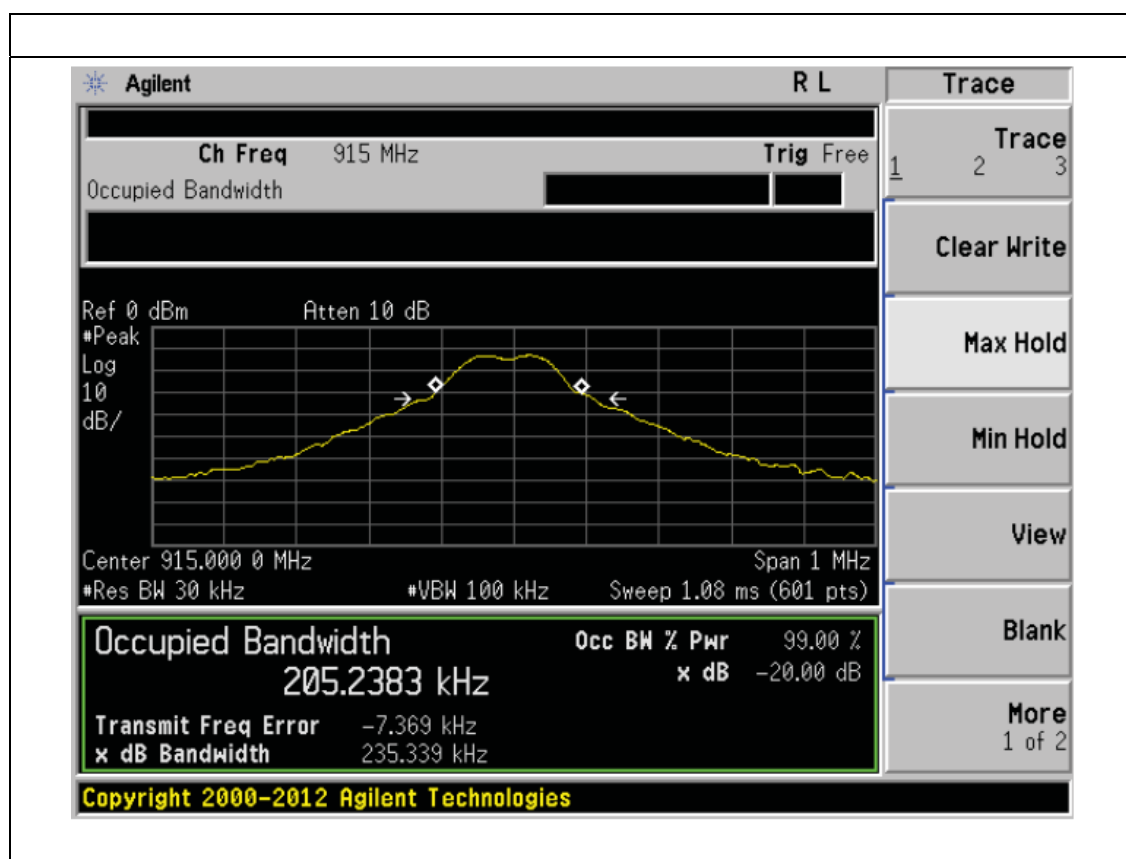 Agilent R L Trace
Ch Freq 915 MHz Trig Free
Occupied Bandwidth
Trace
1 2 3
Clear Write
Max Hold
Min Hold
View
Blank
More
1 of 2
Ref 0 dBm Atten 10 dB
#Peak
Log
10
dB/
Center 915.000 0 MHz Span 1 MHz
#Res BW 30 kHz #VBW 100 kHz Sweep 1.08 ms (601 pts)
Occupied Bandwidth Occ BW % Pwr 99.00 %
205.2383 kHz x dB -20.00 dB
Transmit Freq Error -7.369 kHz
x dB Bandwidth 235.339 kHz
Copyright 2000-2012 Agilent Technologies